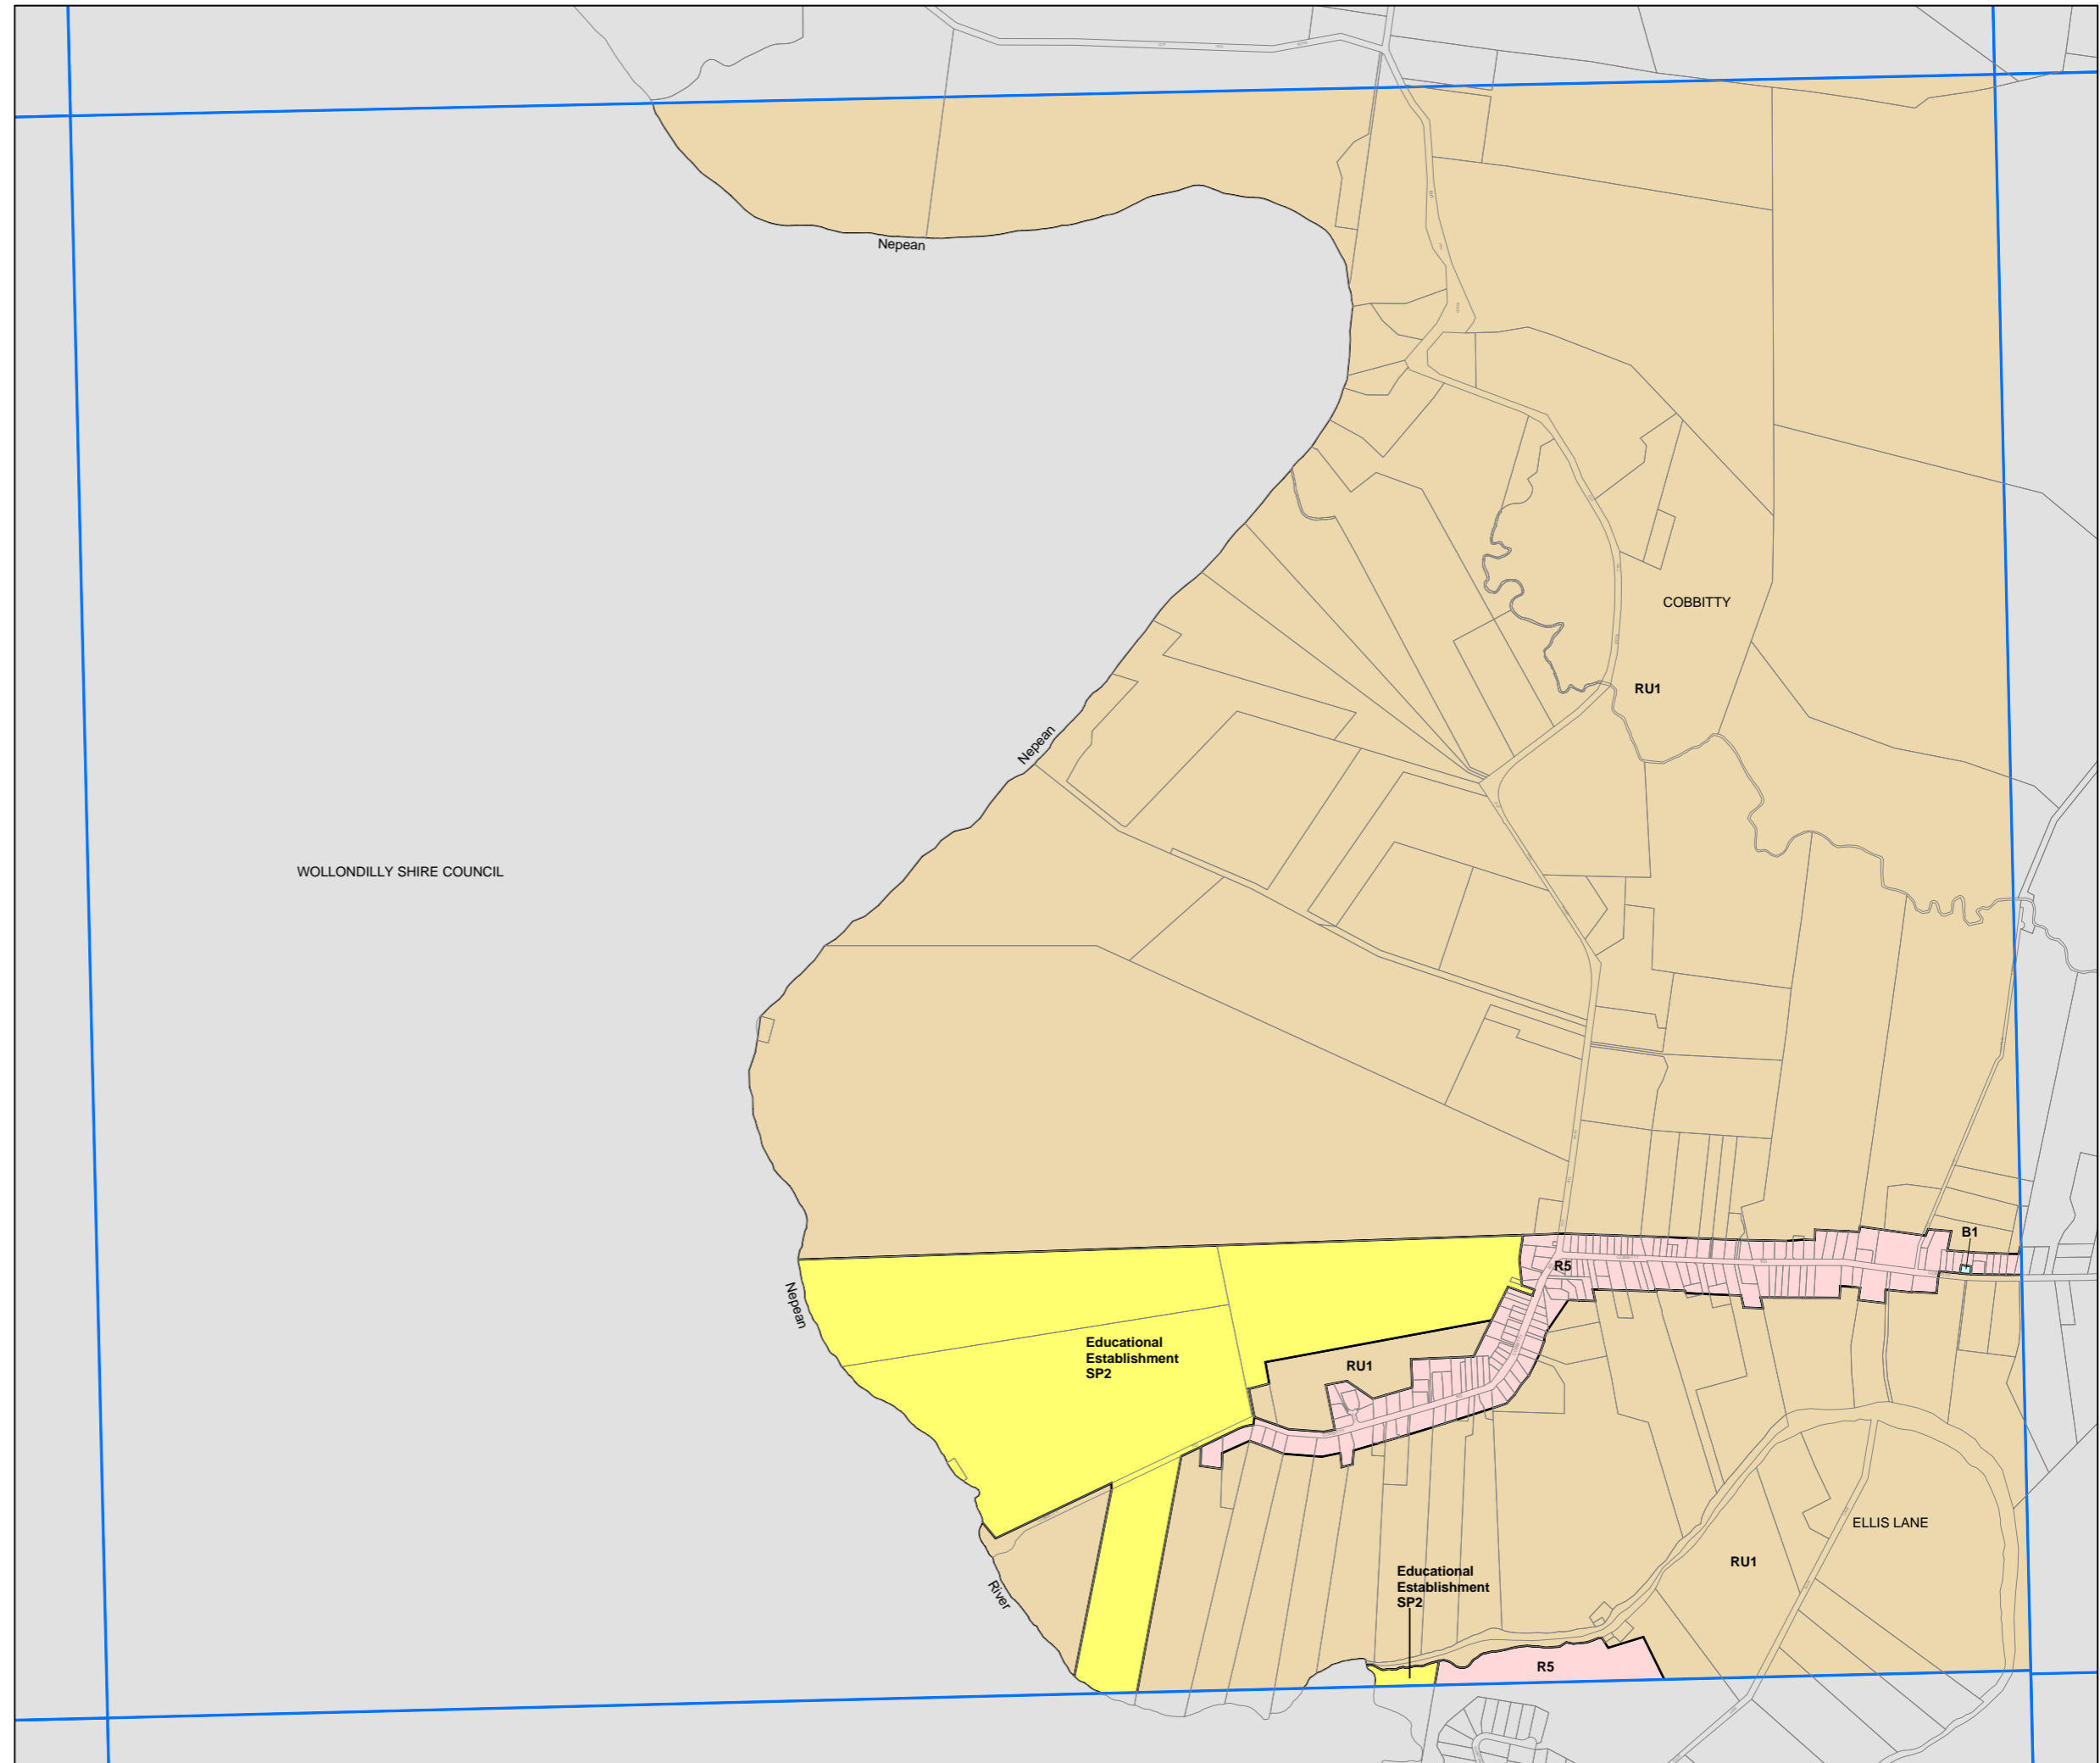 Nepean
COBBITTY
RU1
Nepean
WOLLONDILLY SHIRE COUNCIL
B1
R5
Nepean
Educational
Establishment
SP2
RU1
ELLIS LANE
RU1
River
Educational
Establishment
SP2
R5